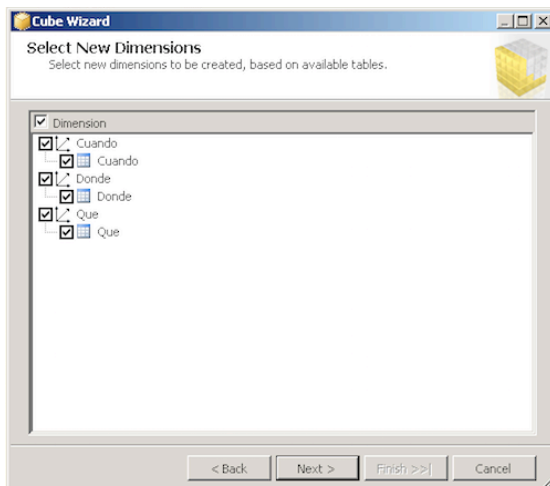 Cube Wizard
Select New Dimensions
Select new dimensions to be created, based on available tables.
Dimension
Cuando
Cuando
Donde
Donde
Que
Que
< Back Next > Finish >>| Cancel